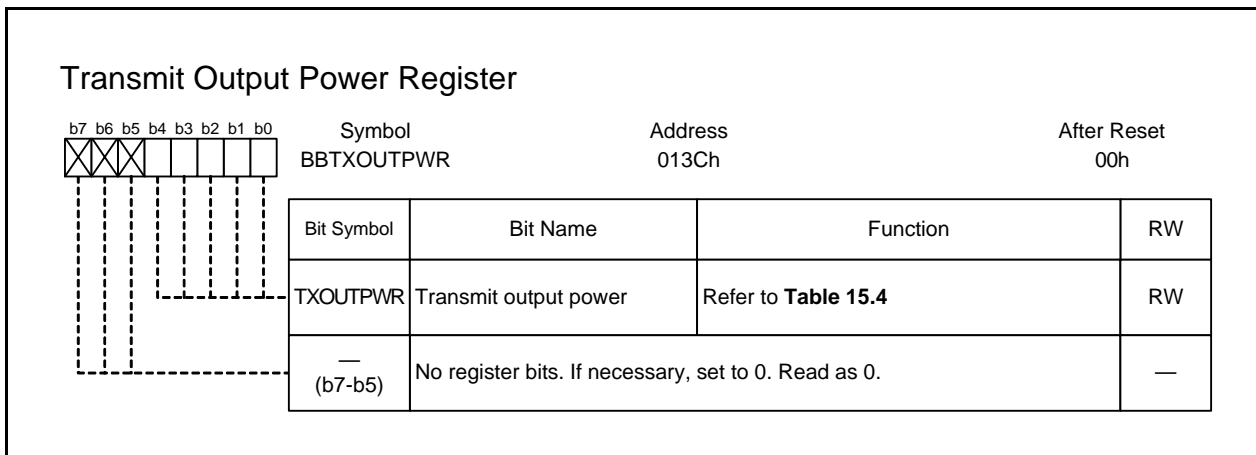 Transmit Output Power Register
b7 b6 b5 b4 b3 b2 b1 b0
Symbol Address After Reset
BBTXOUTPWR 013Ch 00h
Bit Symbol Bit Name Function RW
TXOUTPWR Transmit output power Refer to Table 15.4 RW
—
(b7-b5) No register bits. If necessary, set to 0. Read as 0. —